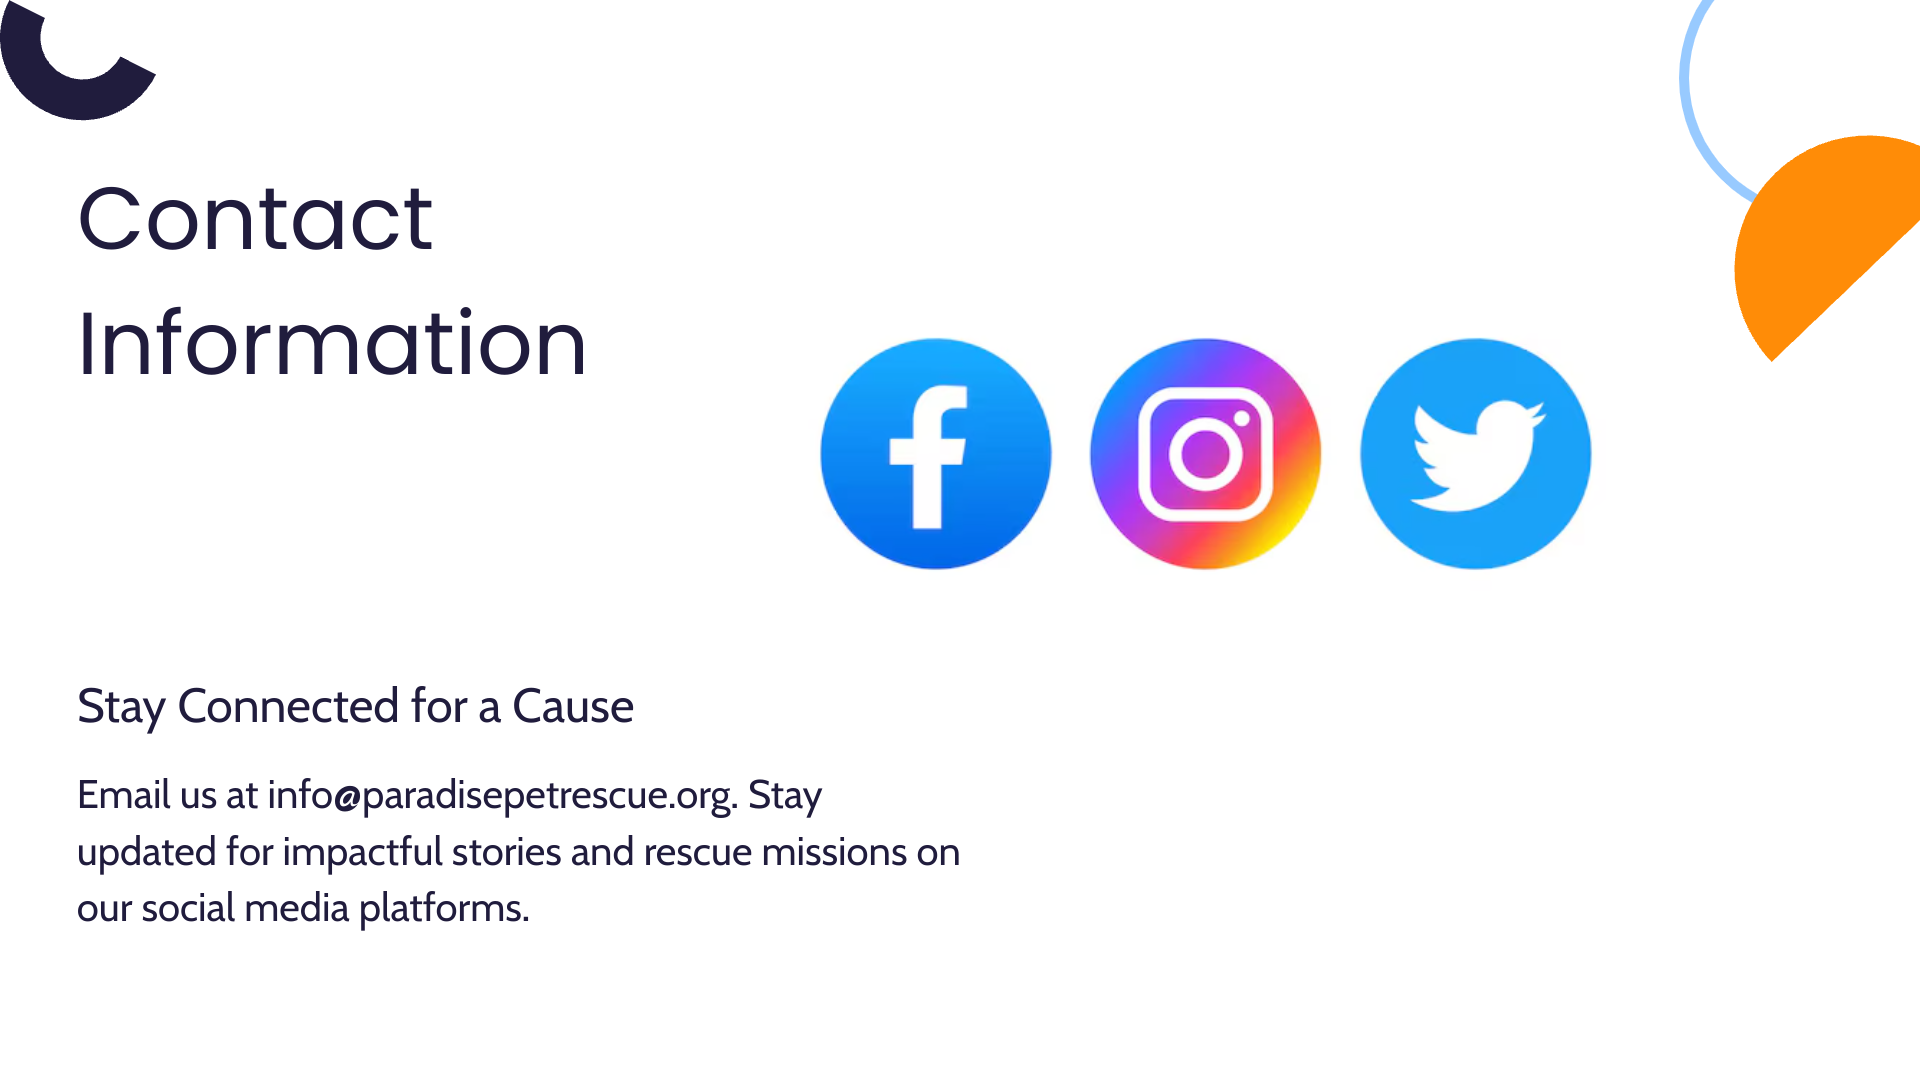 Contact
Information
Stay Connected for a Cause
Email us at info@paradisepetrescue.org. Stay
updated for impactful stories and rescue missions on
our social media platforms.